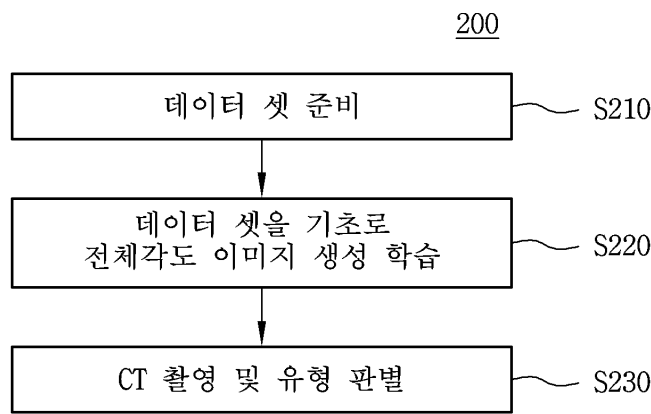 200
데이터 셋 준비
S210
데이터 셋을 기초로
전체각도 이미지 생성 학습
S220
CT 촬영 및 유형 판별
S230